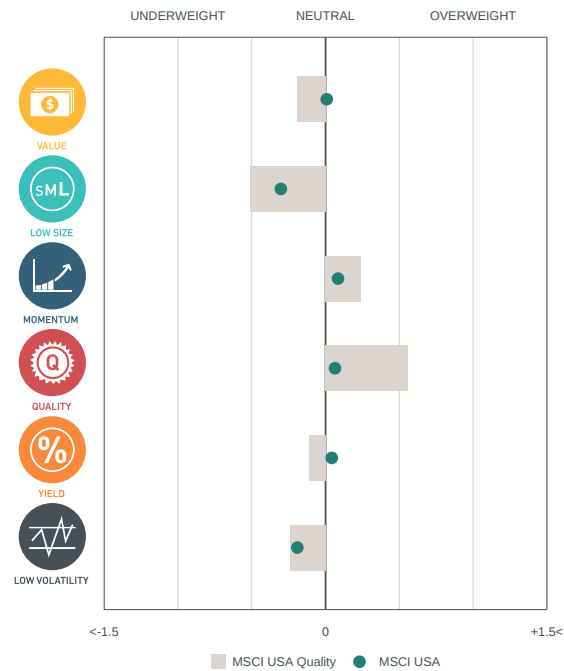 UNDERWEIGHT NEUTRAL OVERWEIGHT
$
VALUE
SML
LOW SIZE
MOMENTUM
Q
QUALITY
%
YIELD
LOW VOLATILITY
<-1.5 0 +1.5<
MSCI USA Quality MSCI USA